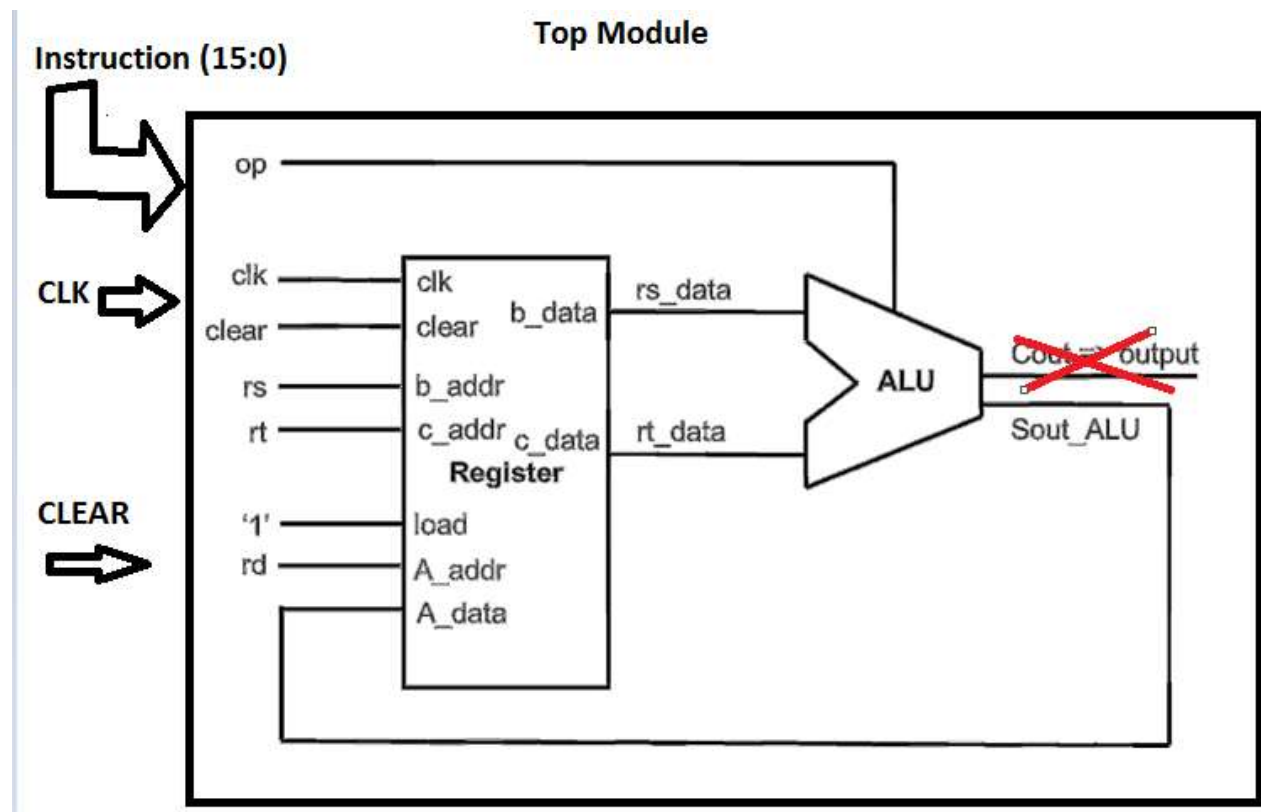 Top Module
Instruction (15:0)
op
CLK
clk
clear
rs
rt
CLEAR
'1'
rd
clk
clear
b_addr
c_addr
Register
load
A_addr
A_data
b_data
c_data
rs_data
rt_data
ALU
Cout => output
Sout_ALU